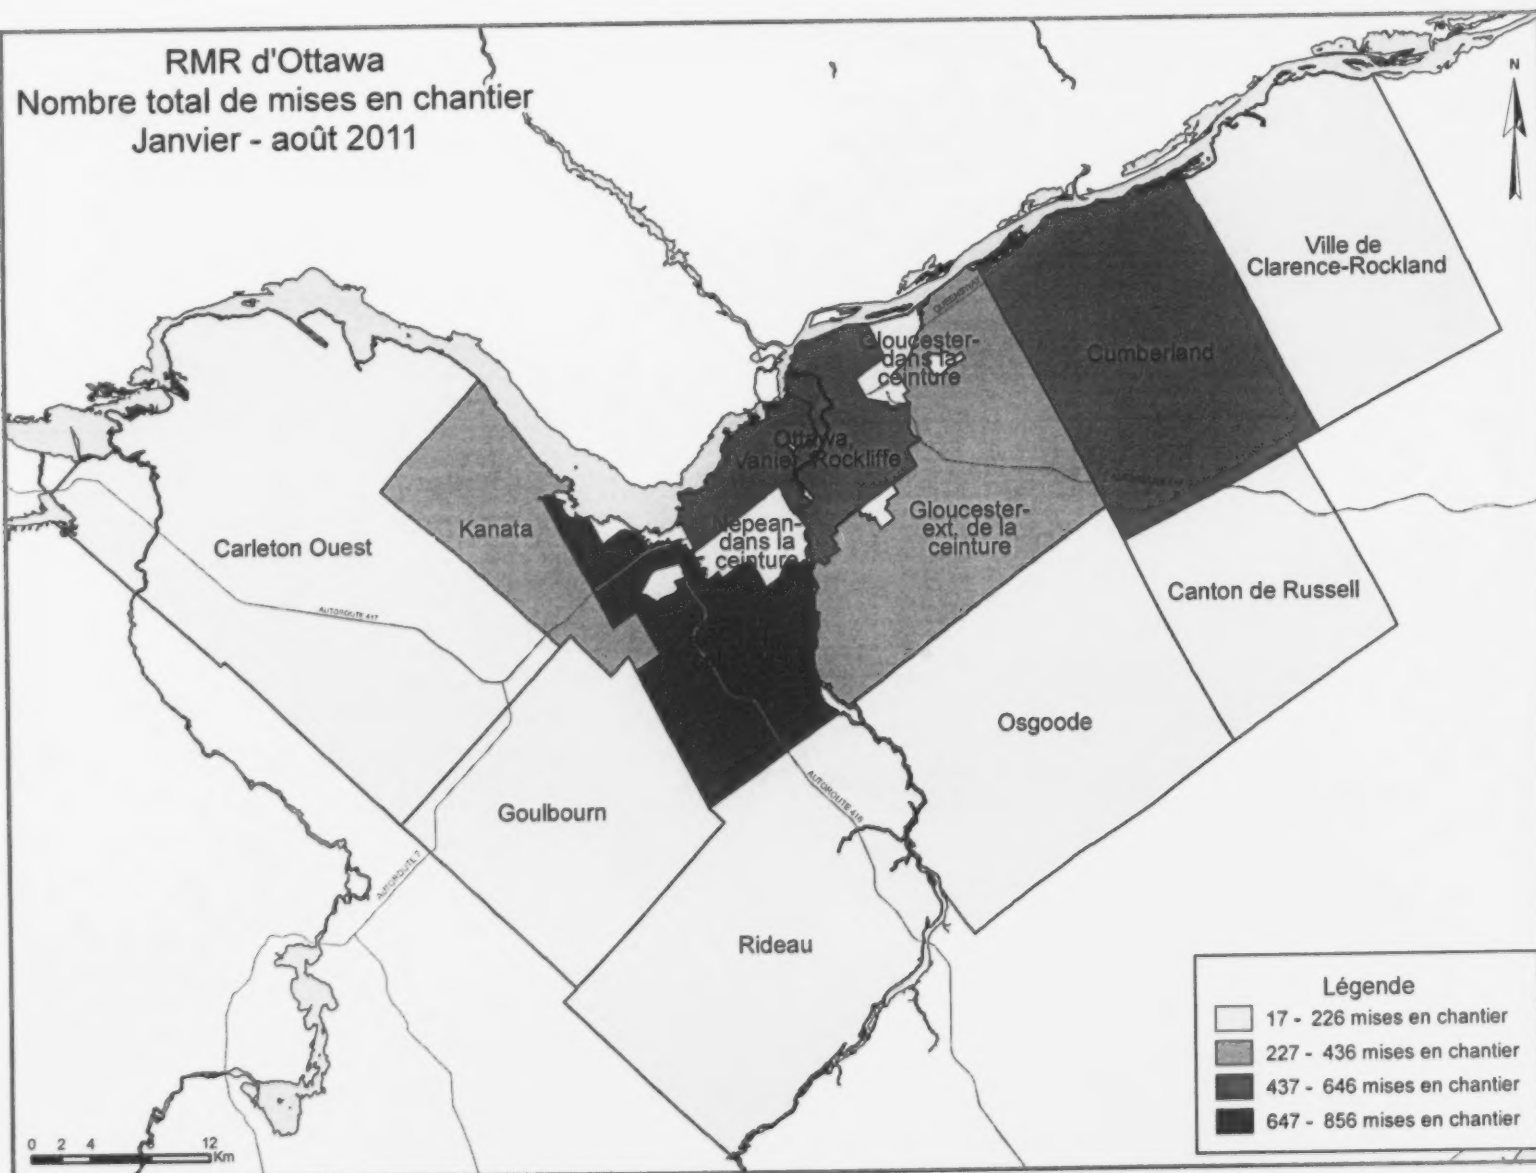 RMR d'Ottawa
Nombre total de mises en chantier
Janvier - août 2011
N
Ville de
Clarence-Rockland
QUEENSWAY
Gloucester-
dans la
ceinture
Cumberland
Ottawa,
Vanier, Rockliffe
AUTOROUTE 417
Kanata
Nepean-
dans la
ceinture
Gloucester-
ext. de la
ceinture
Carleton Ouest
AUTOROUTE 417
Canton de Russell
Osgoode
AUTOROUTE 416
Goulbourn
AUTOROUTE 7
Rideau
Légende
17 - 226 mises en chantier
227 - 436 mises en chantier
437 - 646 mises en chantier
647 - 856 mises en chantier
0 2 4 8 12
Km